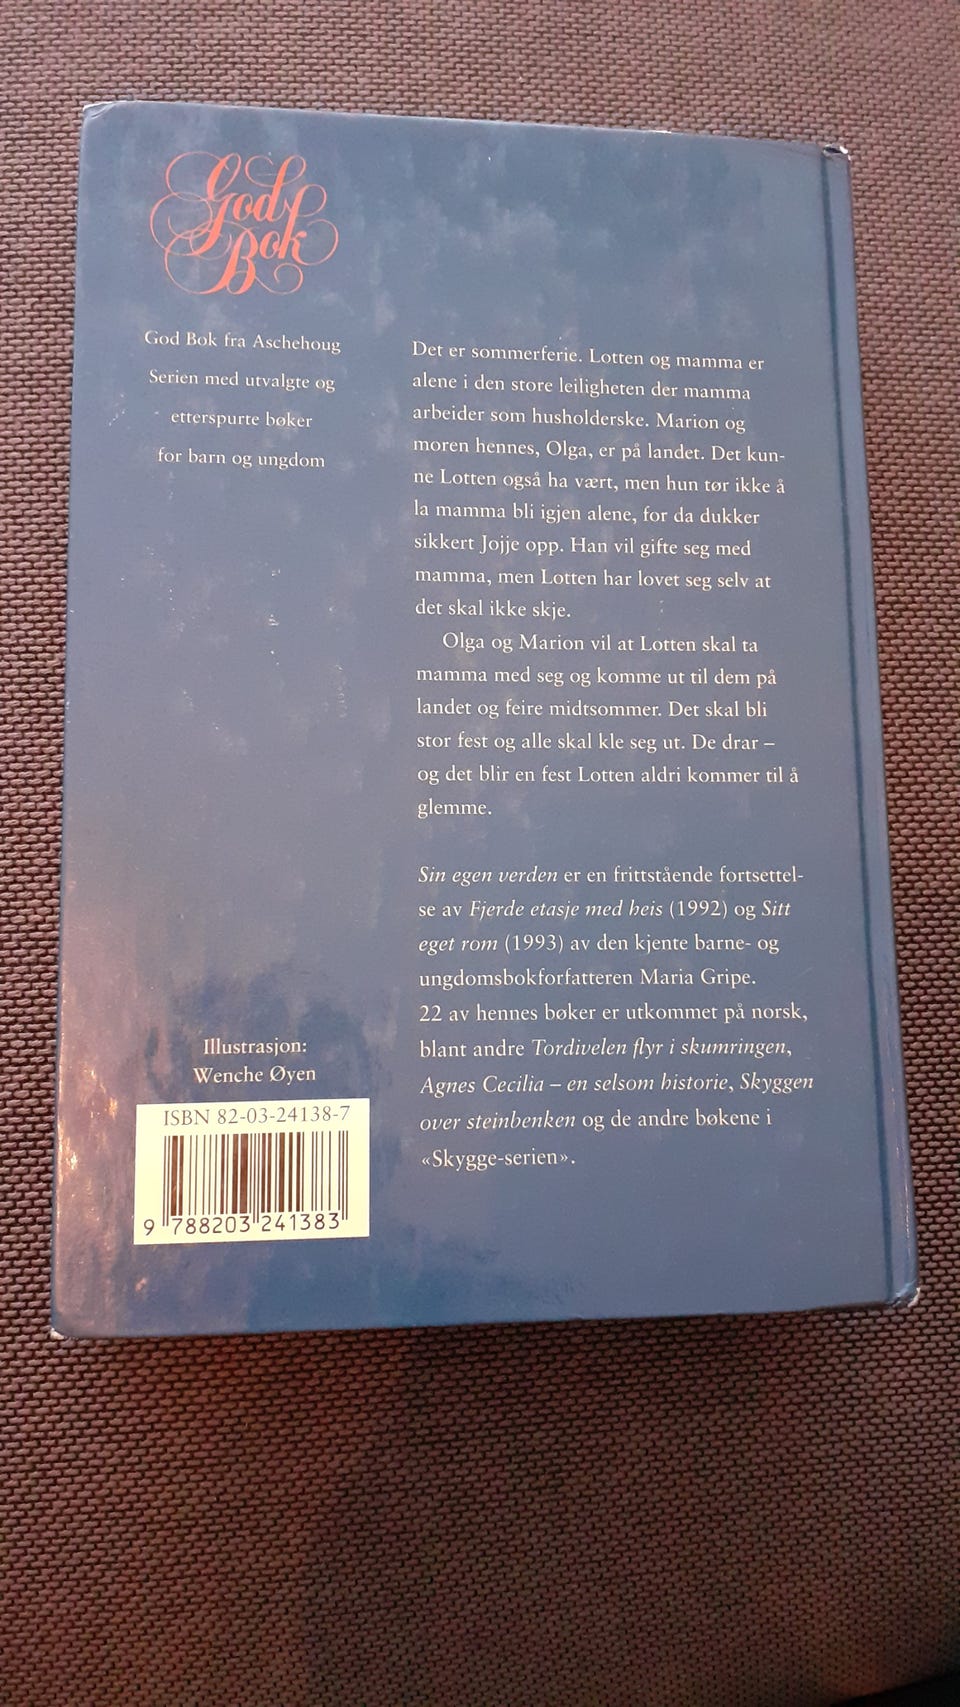 God
Bok
God Bok fra Aschehoug
Serien med utvalgte og
etterspurte bøker
for barn og ungdom
Det er sommerferie. Lotten og mamma er
alene i den store leiligheten der mamma
arbeider som husholderske. Marion og
moren hennes, Olga, er på landet. Det kun-
ne Lotten også ha vært, men hun tør ikke å
la mamma bli igjen alene, for da dukker
sikkert Jojje opp. Han vil gifte seg med
mamma, men Lotten har lovet seg selv at
det skal ikke skje.
Olga og Marion vil at Lotten skal ta
mamma med seg og komme ut til dem på
landet og feire midtsommer. Det skal bli
stor fest og alle skal kle seg ut. De drar –
og det blir en fest Lotten aldri kommer til å
glemme.
Sin egen verden er en frittstående fortsettel-
se av Fjerde etasje med heis (1992) og Sitt
eget rom (1993) av den kjente barne- og
ungdomsbokforfatteren Maria Gripe.
22 av hennes bøker er utkommet på norsk,
blant andre Tordivelen flyr i skumringen,
Agnes Cecilia – en selsom historie, Skyggen
over steinbenken og de andre bøkene i
«Skygge-serien».
Illustrasjon:
Wenche Øyen
ISBN 82-03-24138-7
9 788203 241383